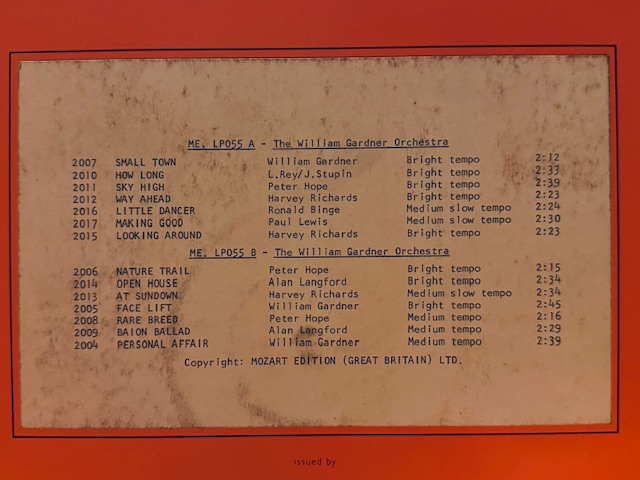 ME. LP055 A - The William Gardner Orchestra
2007 SMALL TOWN William Gardner Bright tempo 2:12
2010 HOW LONG L.Rey/J.Stupin Bright tempo 2:33
2011 SKY HIGH Peter Hope Bright tempo 2:39
2012 WAY AHEAD Harvey Richards Bright tempo 2:23
2016 LITTLE DANCER Ronald Binge Medium slow tempo 2:24
2017 MAKING GOOD Paul Lewis Medium slow tempo 2:30
2015 LOOKING AROUND Harvey Richards Bright tempo 2:23
ME. LP055 B - The William Gardner Orchestra
2006 NATURE TRAIL Peter Hope Bright tempo 2:15
2014 OPEN HOUSE Alan Langford Bright tempo 2:34
2013 AT SUNDOWN Harvey Richards Medium slow tempo 2:34
2005 FACE LIFT William Gardner Bright tempo 2:45
2008 RARE BREED Peter Hope Medium tempo 2:16
2009 BAION BALLAD Alan Langford Medium tempo 2:29
2004 PERSONAL AFFAIR William Gardner Medium tempo 2:39
Copyright: MOZART EDITION (GREAT BRITAIN) LTD.
issued by